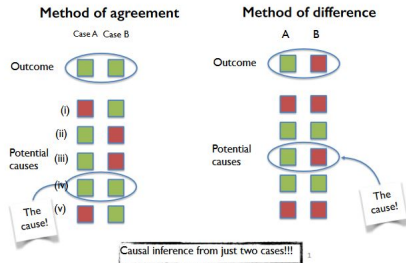 Method of agreement
Case A Case B
Outcome
(i)
(ii)
Potential
causes
(iii)
(iv)
(v)
The
cause!
Method of difference
A B
Outcome
Potential
causes
The
cause!
Causal inference from just two cases!!!
1